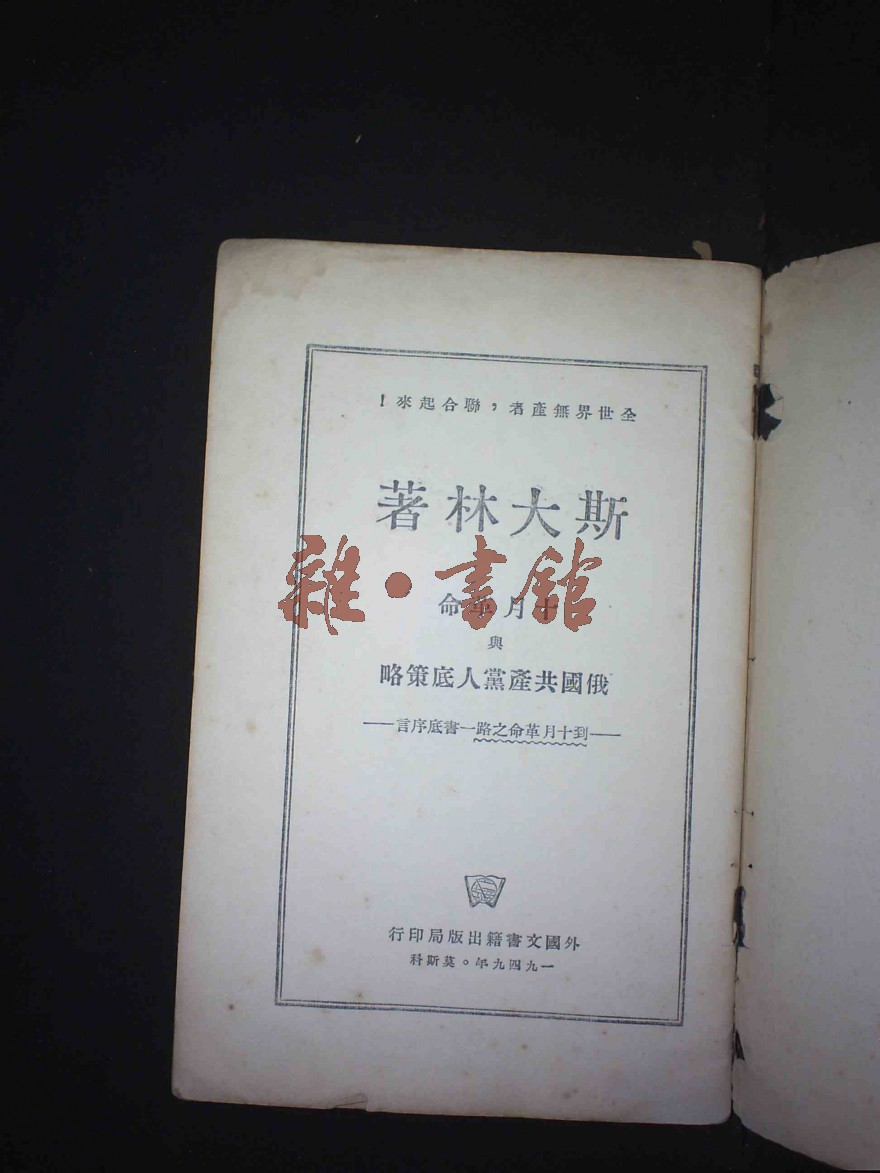 全世界無產者，聯合起來！
斯大林著
十月革命
與
俄國共產黨人底策略
——到十月革命之路一書底序言——
外國文書籍出版局印行
一九四九年。莫斯科
雜·書館